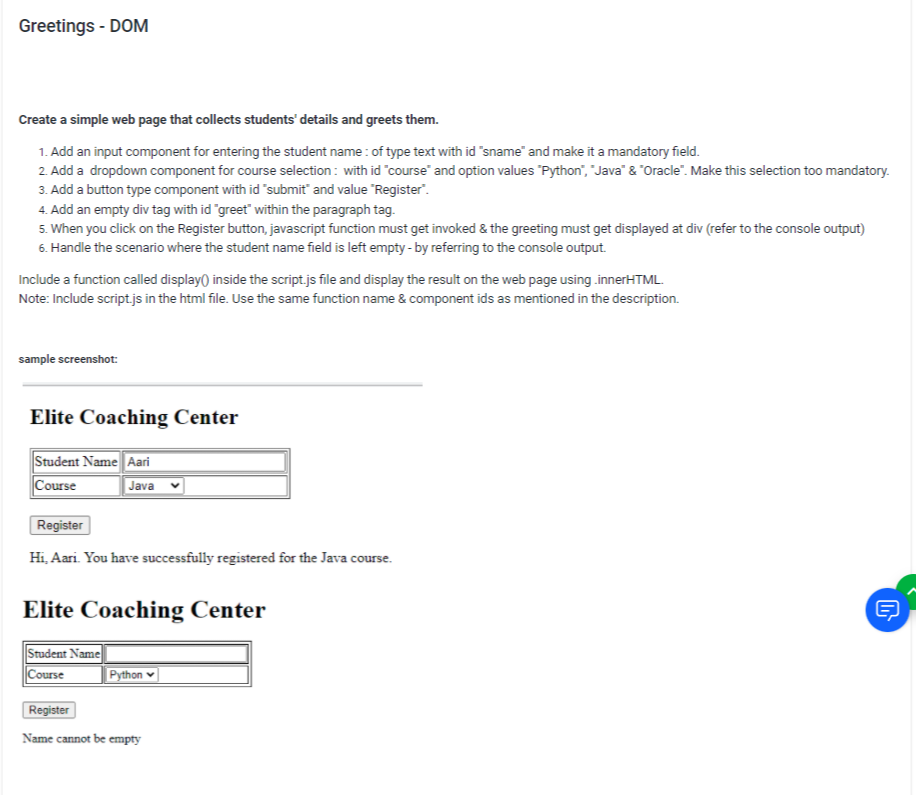 Greetings - DOM
Create a simple web page that collects students' details and greets them.
1. Add an input component for entering the student name : of type text with id "sname" and make it a mandatory field.
2. Add a dropdown component for course selection : with id "course" and option values "Python", "Java" & "Oracle". Make this selection too mandatory.
3. Add a button type component with id "submit" and value "Register".
4. Add an empty div tag with id "greet" within the paragraph tag.
5. When you click on the Register button, javascript function must get invoked & the greeting must get displayed at div (refer to the console output)
6. Handle the scenario where the student name field is left empty - by referring to the console output.
Include a function called display() inside the script.js file and display the result on the web page using .innerHTML.
Note: Include script.js in the html file. Use the same function name & component ids as mentioned in the description.
sample screenshot:
Elite Coaching Center
Student Name Aari
Course Java
Register
Hi, Aari. You have successfully registered for the Java course.
Elite Coaching Center
Student Name
Course Python
Register
Name cannot be empty